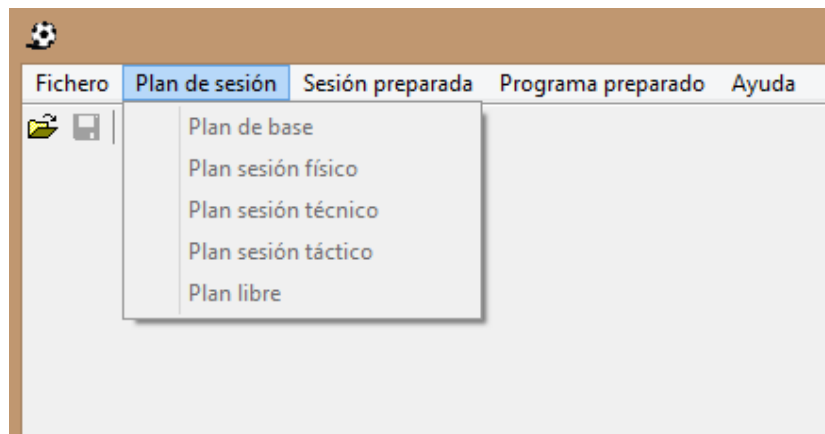 Fichero Plan de sesión Sesión preparada Programa preparado Ayuda
Plan de base
Plan sesión físico
Plan sesión técnico
Plan sesión táctico
Plan libre